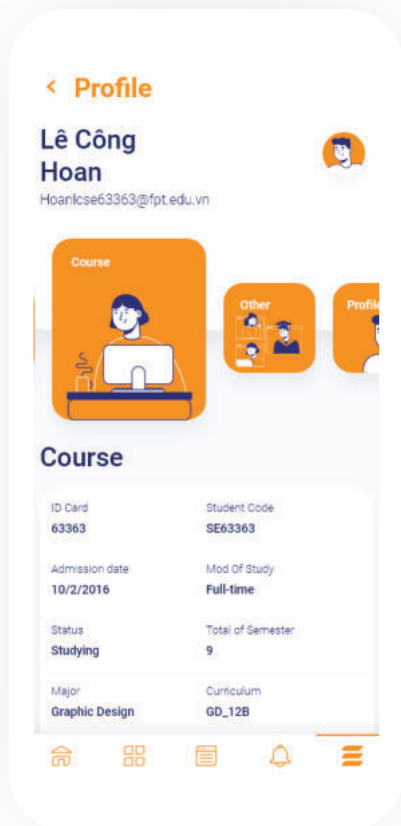 < Profile
Lê Công
Hoan
Hoanlcse63363@fpt.edu.vn
Course
Other
Profile
Course
ID Card
Student Code
63363
SE63363
Admission date
Mod Of Study
10/2/2016
Full-time
Status
Total of Semester
Studying
9
Major
Curriculum
Graphic Design
GD_12B